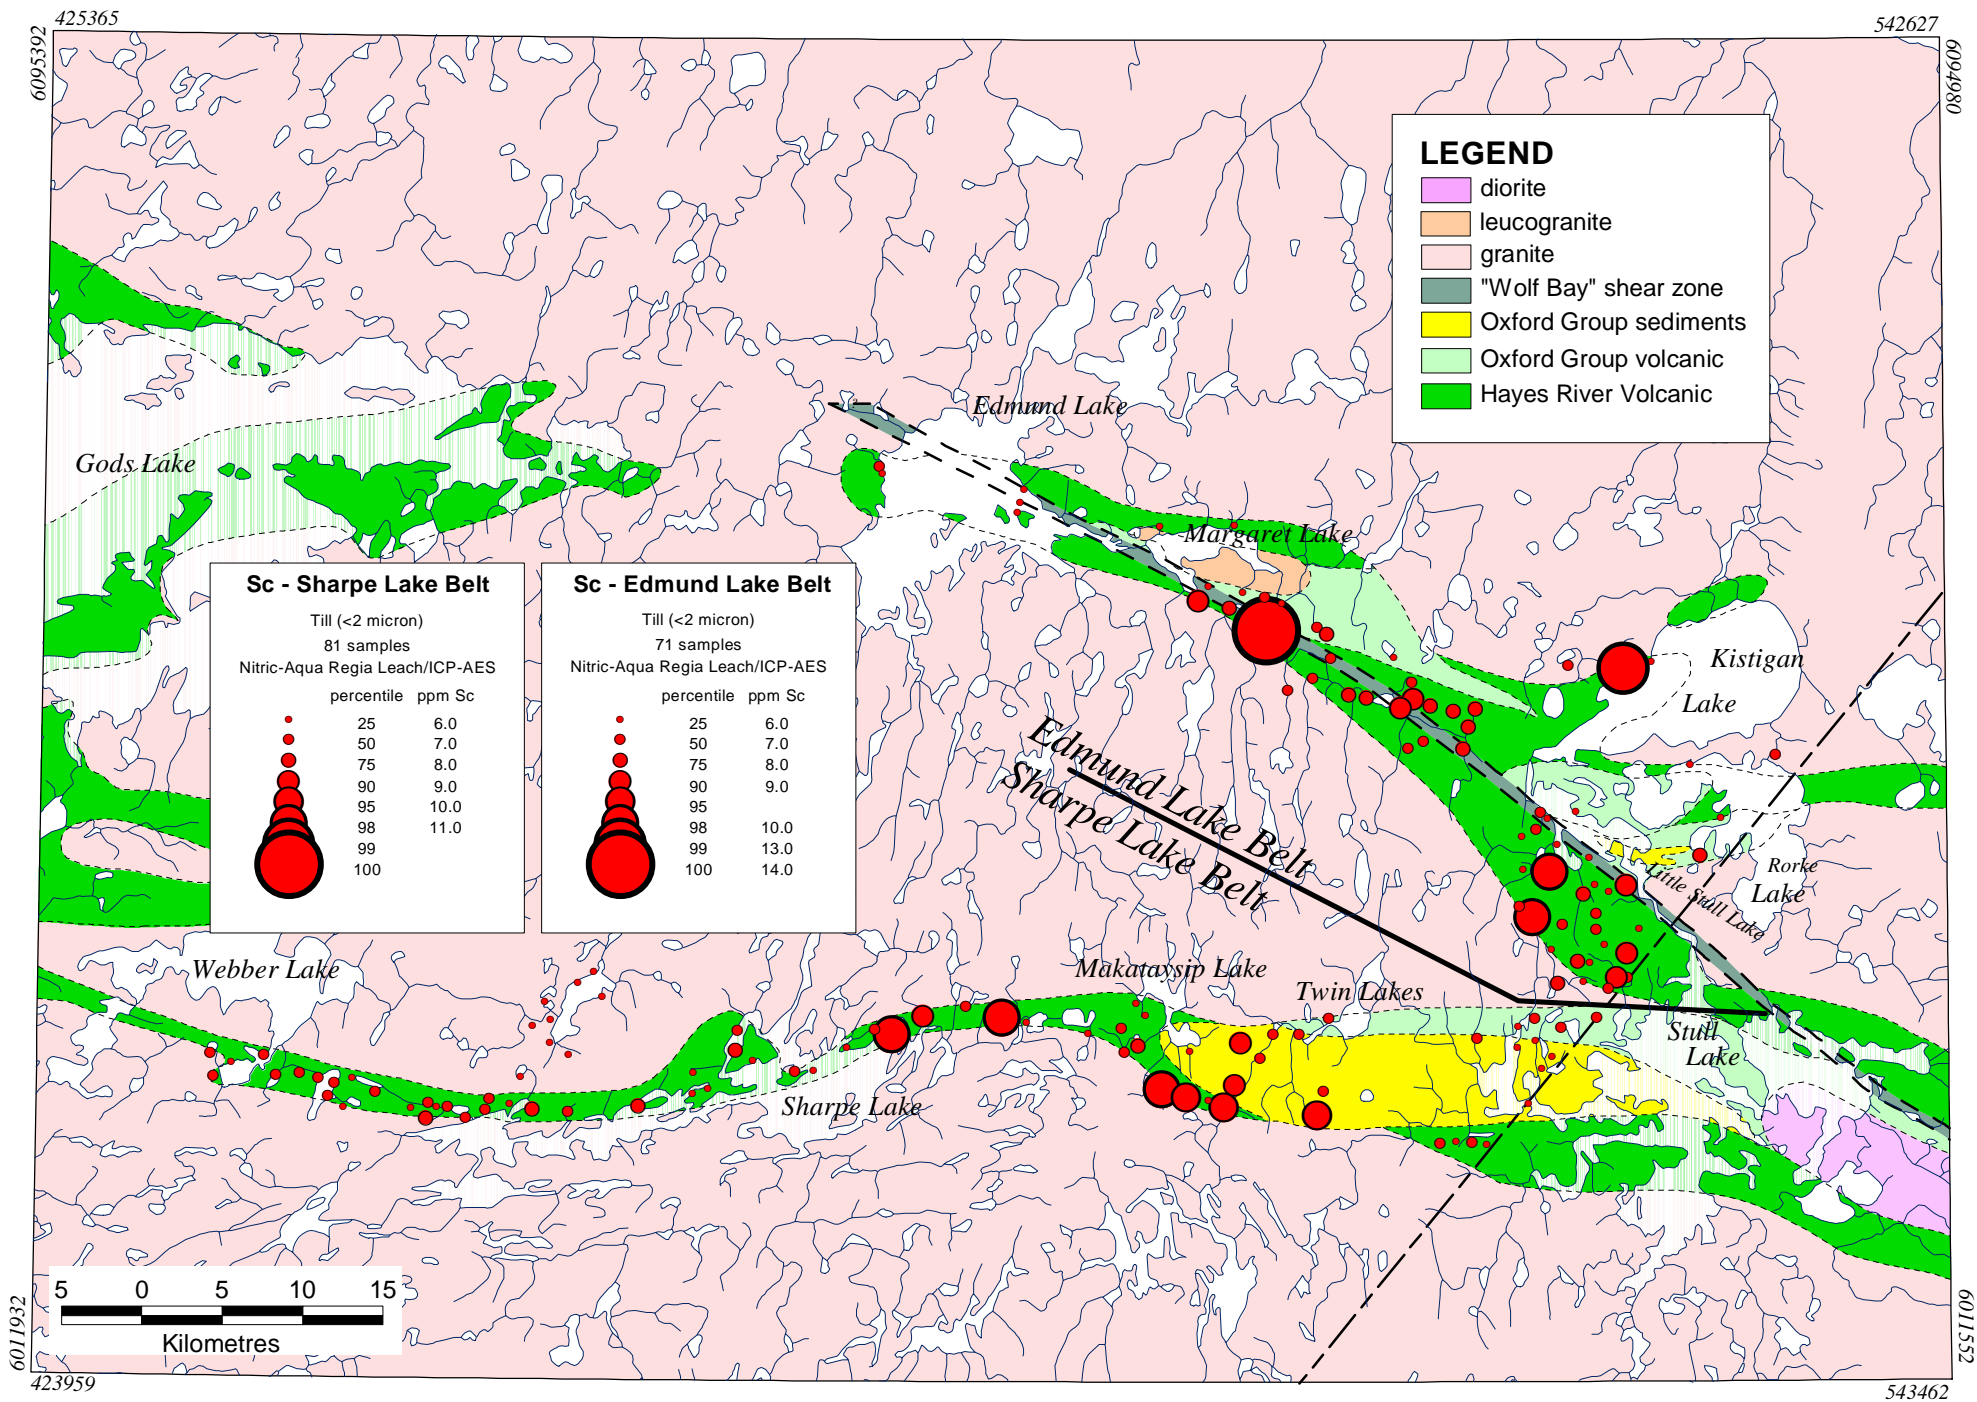 425365
542627
6095392
6094980
LEGEND
diorite
leucogranite
granite
"Wolf Bay" shear zone
Oxford Group sediments
Oxford Group volcanic
Hayes River Volcanic
Edmund Lake
Gods Lake
Margaret Lake
Kistigan
Lake
Sc - Sharpe Lake Belt
Till (<2 micron)
81 samples
Nitric-Aqua Regia Leach/ICP-AES
percentile ppm Sc
25 6.0
50 7.0
75 8.0
90 9.0
95 10.0
98 11.0
99
100
Sc - Edmund Lake Belt
Till (<2 micron)
71 samples
Nitric-Aqua Regia Leach/ICP-AES
percentile ppm Sc
25 6.0
50 7.0
75 8.0
90 9.0
95
98 10.0
99 13.0
100 14.0
Edmund Lake Belt
Sharpe Lake Belt
Rorke
Lake
Little Stull Lake
Webber Lake
Makataysip Lake
Twin Lakes
Stull
Lake
Sharpe Lake
5 0 5 10 15
Kilometres
6011932
6011552
423959
543462